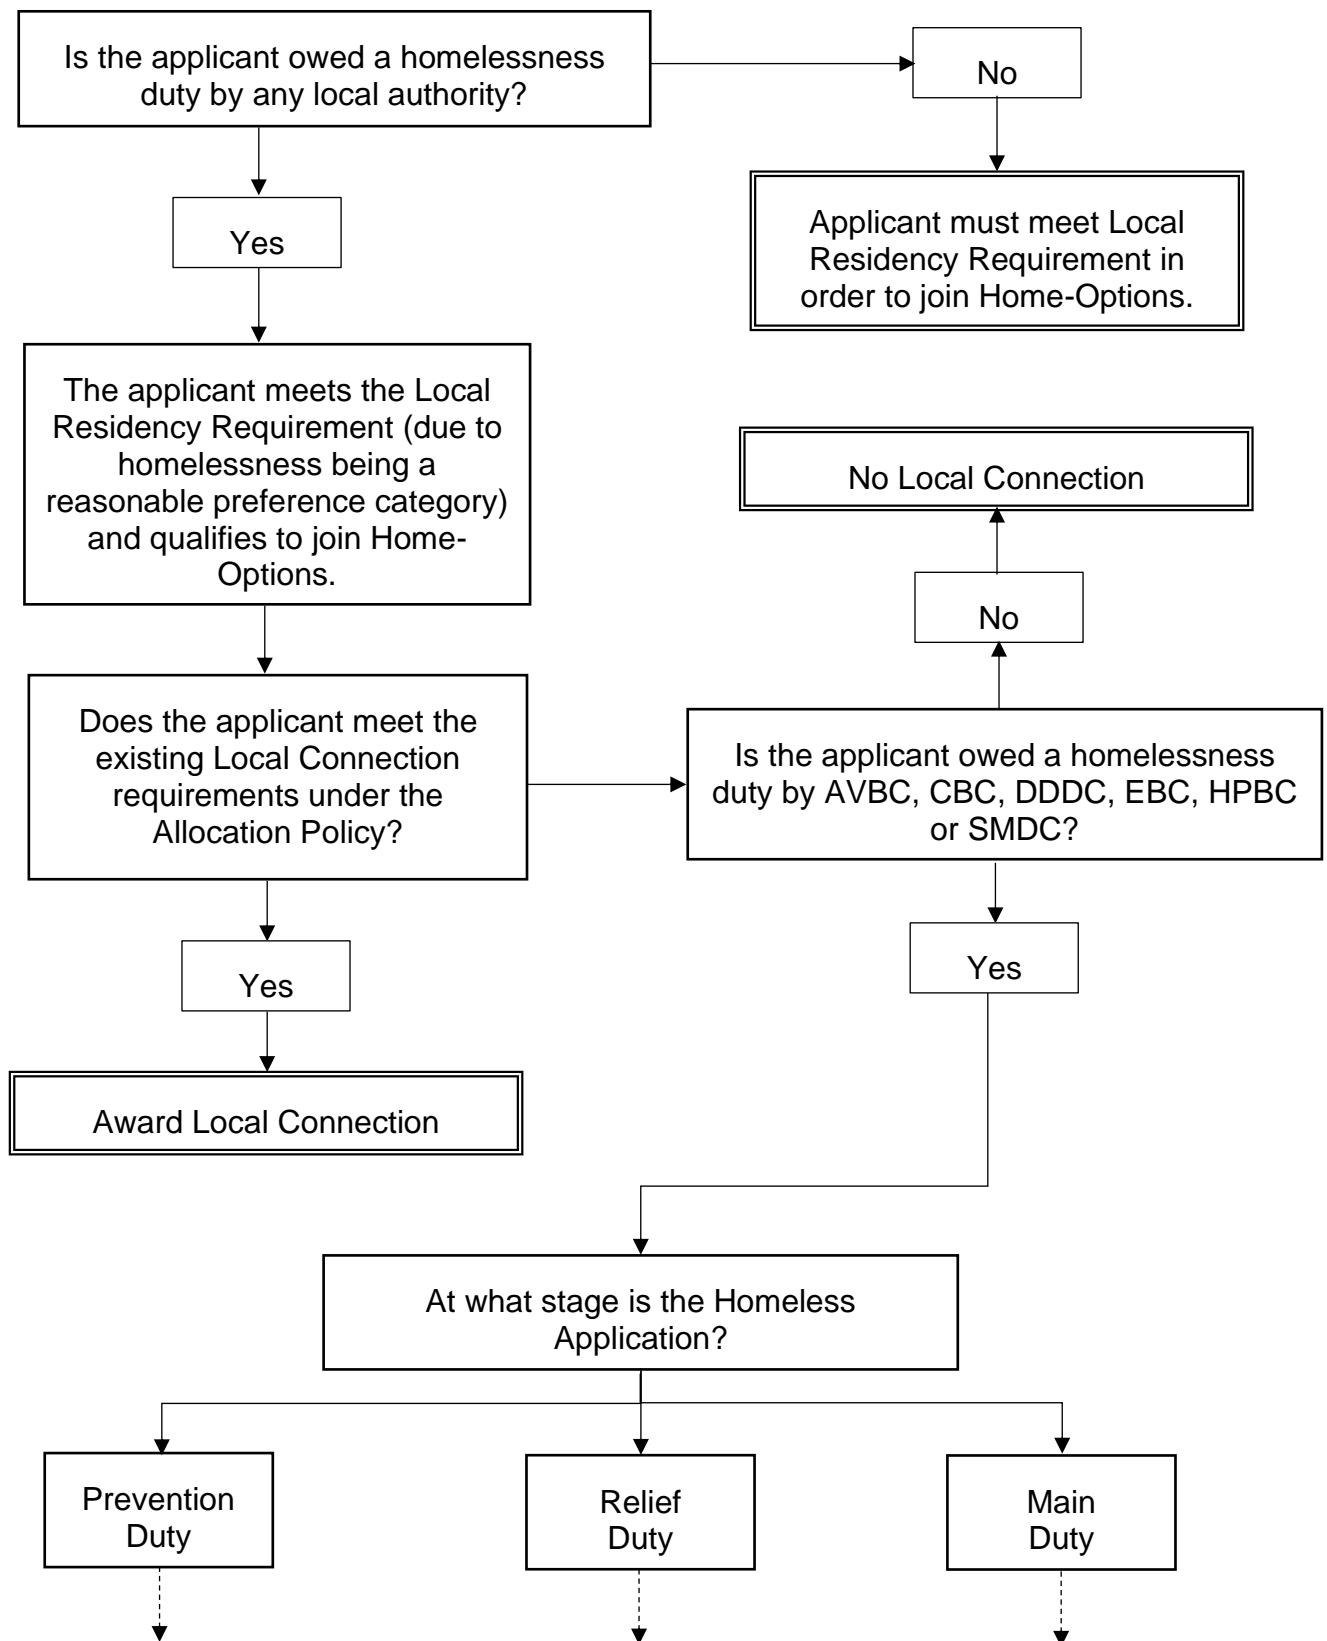 Is the applicant owed a homelessness
duty by any local authority?
No
Yes
Applicant must meet Local
Residency Requirement in
order to join Home-Options.
The applicant meets the Local
Residency Requirement (due to
homelessness being a
reasonable preference category)
and qualifies to join Home-
Options.
No Local Connection
No
Does the applicant meet the
existing Local Connection
requirements under the
Allocation Policy?
Is the applicant owed a homelessness
duty by AVBC, CBC, DDDC, EBC, HPBC
or SMDC?
Yes
Yes
Award Local Connection
At what stage is the Homeless
Application?
Prevention
Duty
Relief
Duty
Main
Duty